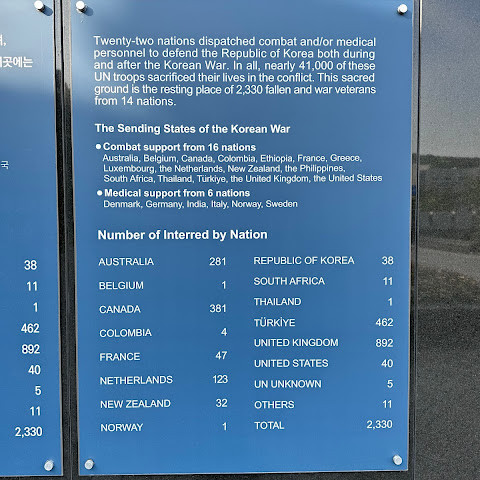 곳에는
국
38
11
1
462
892
40
5
11
2,330
Twenty-two nations dispatched combat and/or medical
personnel to defend the Republic of Korea both during
and after the Korean War. In all, nearly 41,000 of these
UN troops sacrificed their lives in the conflict. This sacred
ground is the resting place of 2,330 fallen and war veterans
from 14 nations.
The Sending States of the Korean War
● Combat support from 16 nations
Australia, Belgium, Canada, Colombia, Ethiopia, France, Greece,
Luxembourg, the Netherlands, New Zealand, the Philippines,
South Africa, Thailand, Türkiye, the United Kingdom, the United States
● Medical support from 6 nations
Denmark, Germany, India, Italy, Norway, Sweden
Number of Interred by Nation
AUSTRALIA 281
BELGIUM 1
CANADA 381
COLOMBIA 4
FRANCE 47
NETHERLANDS 123
NEW ZEALAND 32
NORWAY 1
REPUBLIC OF KOREA 38
SOUTH AFRICA 11
THAILAND 1
TÜRKİYE 462
UNITED KINGDOM 892
UNITED STATES 40
UN UNKNOWN 5
OTHERS 11
TOTAL 2,330